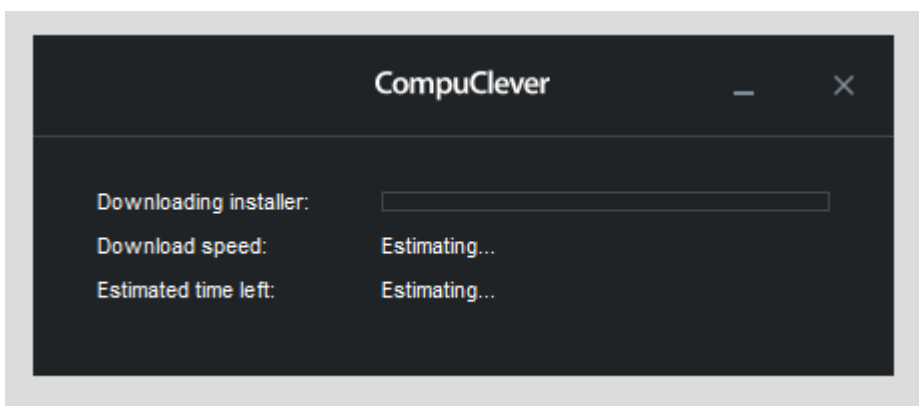 CompuClever
Downloading installer:
Download speed: Estimating...
Estimated time left: Estimating...